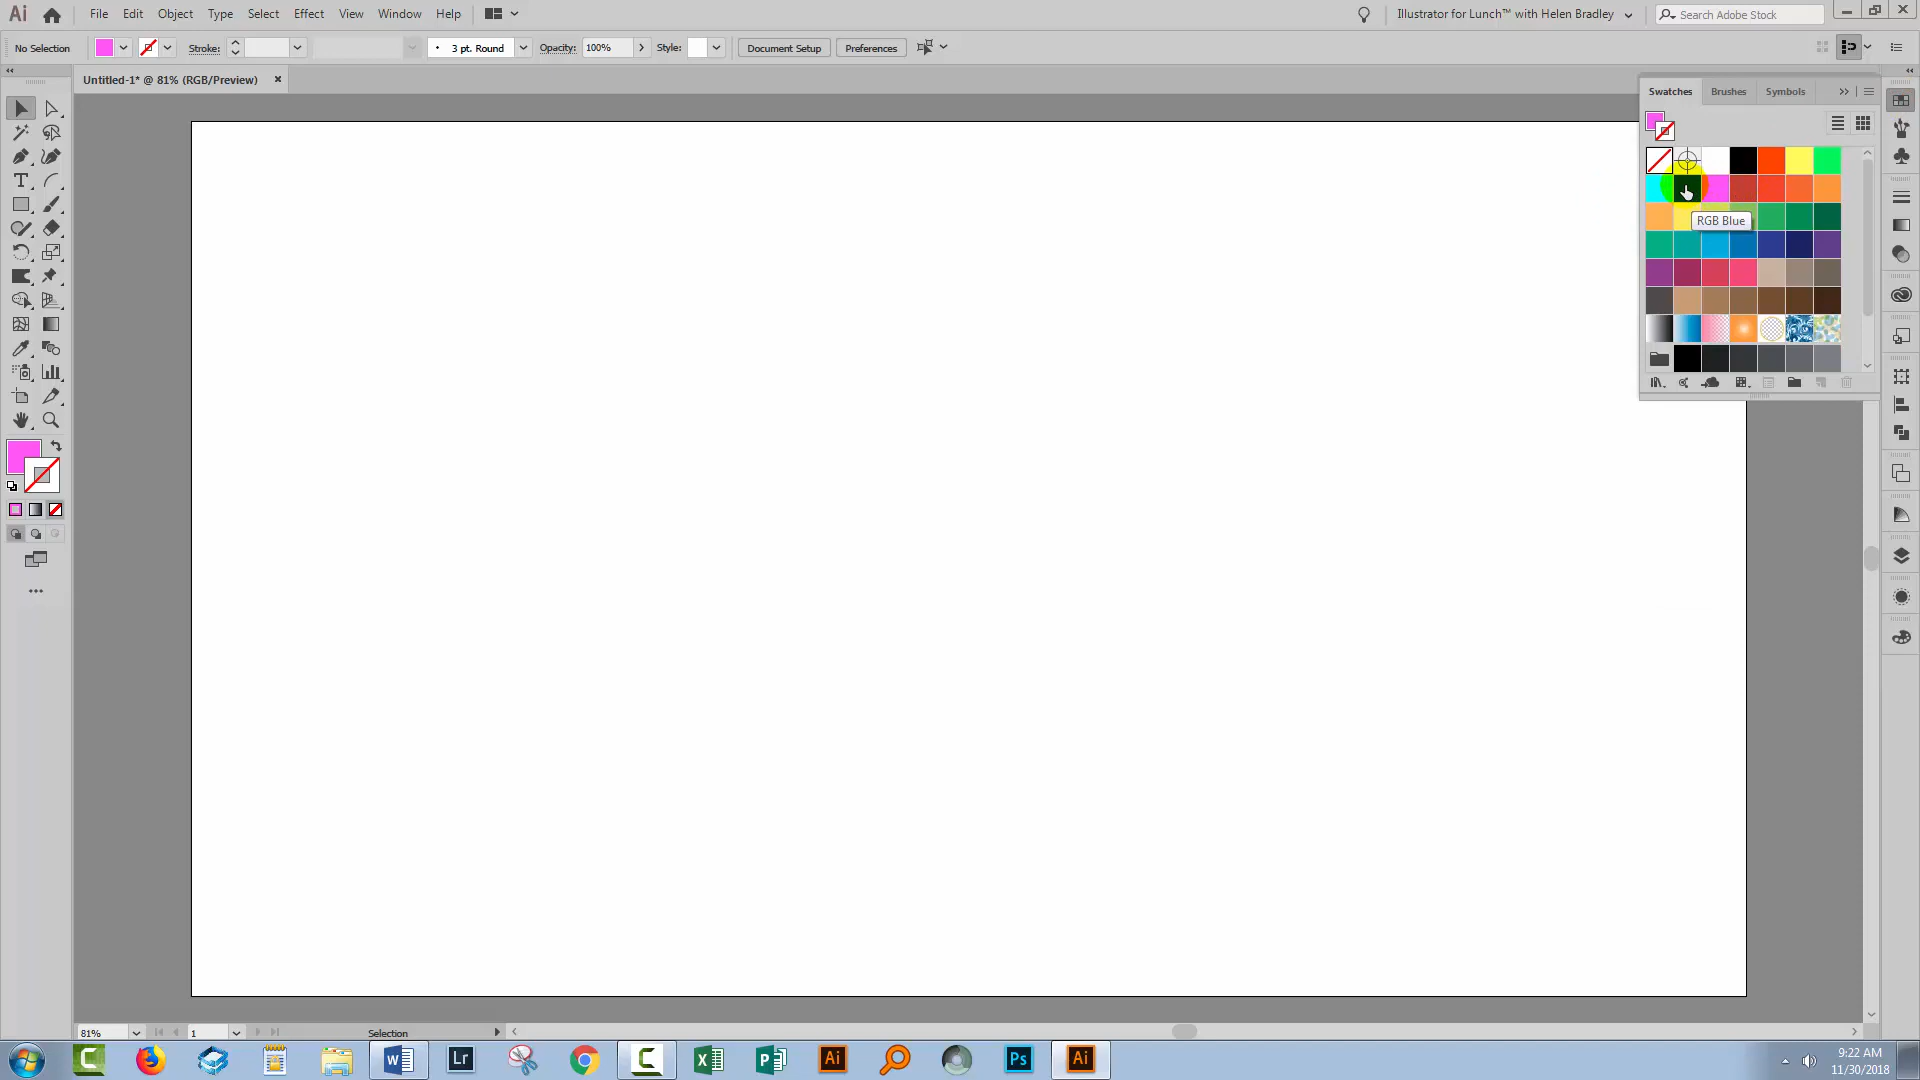 Ai File Edit Object Type Select Effect View Window Help Illustrator for Lunch™ with Helen Bradley Search Adobe Stock
No Selection Stroke: 3 pt. Round Opacity: 100% Style: Document Setup Preferences
Untitled-1* @ 81% (RGB/Preview)
Swatches Brushes Symbols
RGB Blue
81% 1 Selection
Lr Ai Ps Ai
9:22 AM
11/30/2018